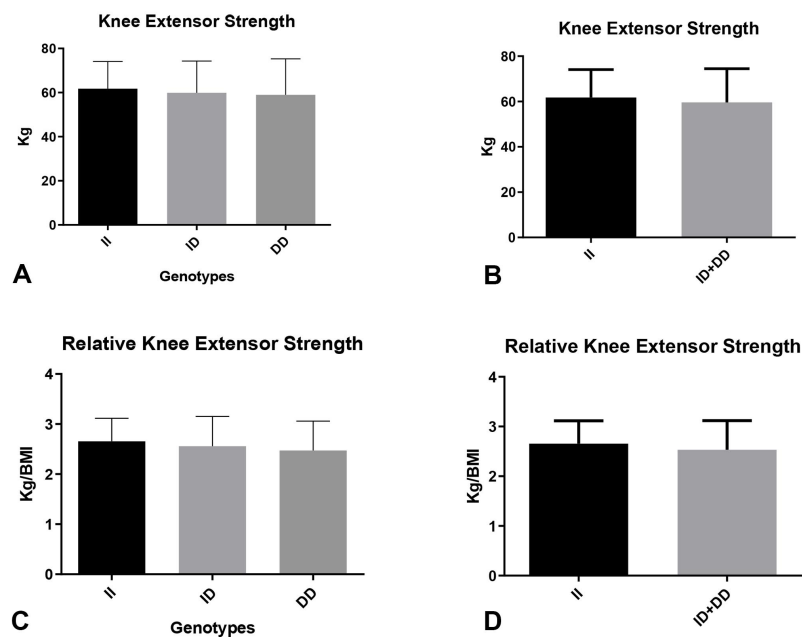 Knee Extensor Strength
80
60
40
20
0
Kg
II
ID
DD
Genotypes
A
Knee Extensor Strength
80
60
40
20
0
Kg
II
ID+DD
B
Relative Knee Extensor Strength
4
3
2
1
0
Kg/BMI
II
ID
DD
Genotypes
C
Relative Knee Extensor Strength
4
3
2
1
0
Kg/BMI
II
ID+DD
D